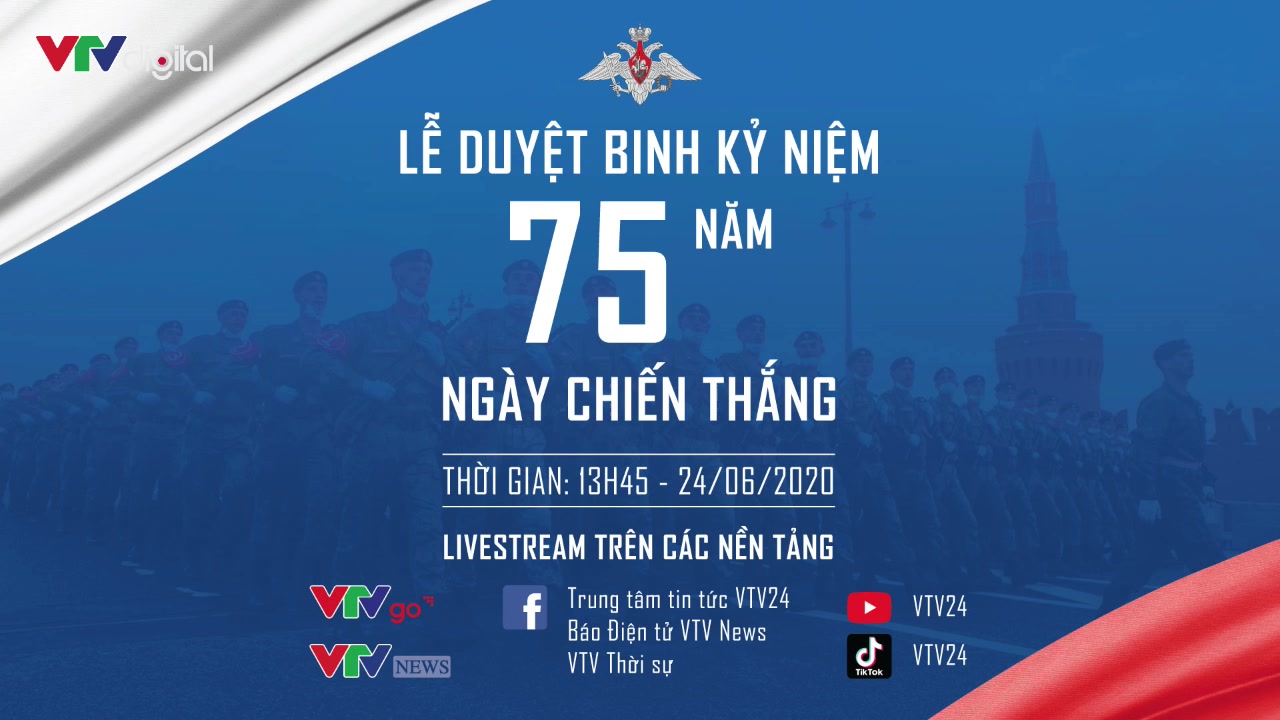 VTV digital
LỄ DUYỆT BINH KỶ NIỆM
75 NĂM
NGÀY CHIẾN THẮNG
THỜI GIAN: 13H45 - 24/06/2020
LIVESTREAM TRÊN CÁC NỀN TẢNG
VTV go
VTV NEWS
f
Trung tâm tin tức VTV24
Báo Điện tử VTV News
VTV Thời sự
VTV24
TikTok
VTV24